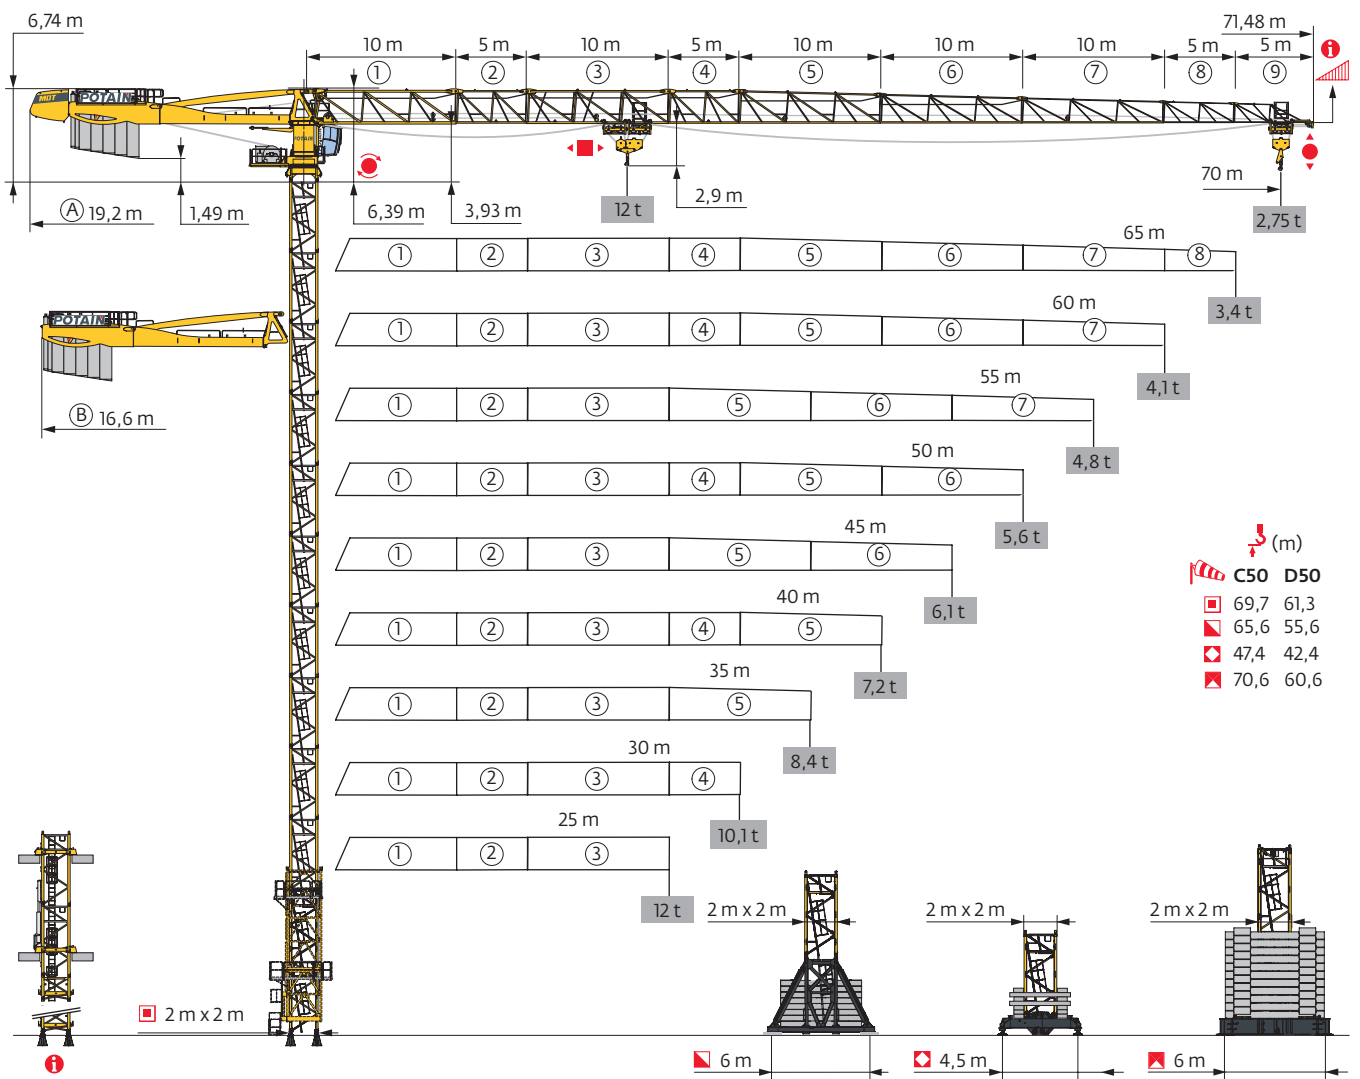 6,74 m
71,48 m
10 m 5 m 10 m 5 m 10 m 10 m 10 m 5 m 5 m
1 2 3 4 5 6 7 8 9
i
MDT
POTAIN
POTAIN
70 m
2,9 m
12 t
2,75 t
A 19,2 m
1,49 m
6,39 m
3,93 m
65 m
1 2 3 4 5 6 7 8
3,4 t
POTAIN
60 m
1 2 3 4 5 6 7
4,1 t
B 16,6 m
55 m
1 2 3 5 6 7
4,8 t
50 m
1 2 3 4 5 6
5,6 t
45 m
1 2 3 5 6
6,1 t
(m)
C50 D50
69,7 61,3
65,6 55,6
47,4 42,4
70,6 60,6
40 m
1 2 3 4 5
7,2 t
35 m
1 2 3 5
8,4 t
30 m
1 2 3 4
10,1 t
25 m
1 2 3
12 t
2 m x 2 m
2 m x 2 m
2 m x 2 m
2 m x 2 m
i
6 m
4,5 m
6 m